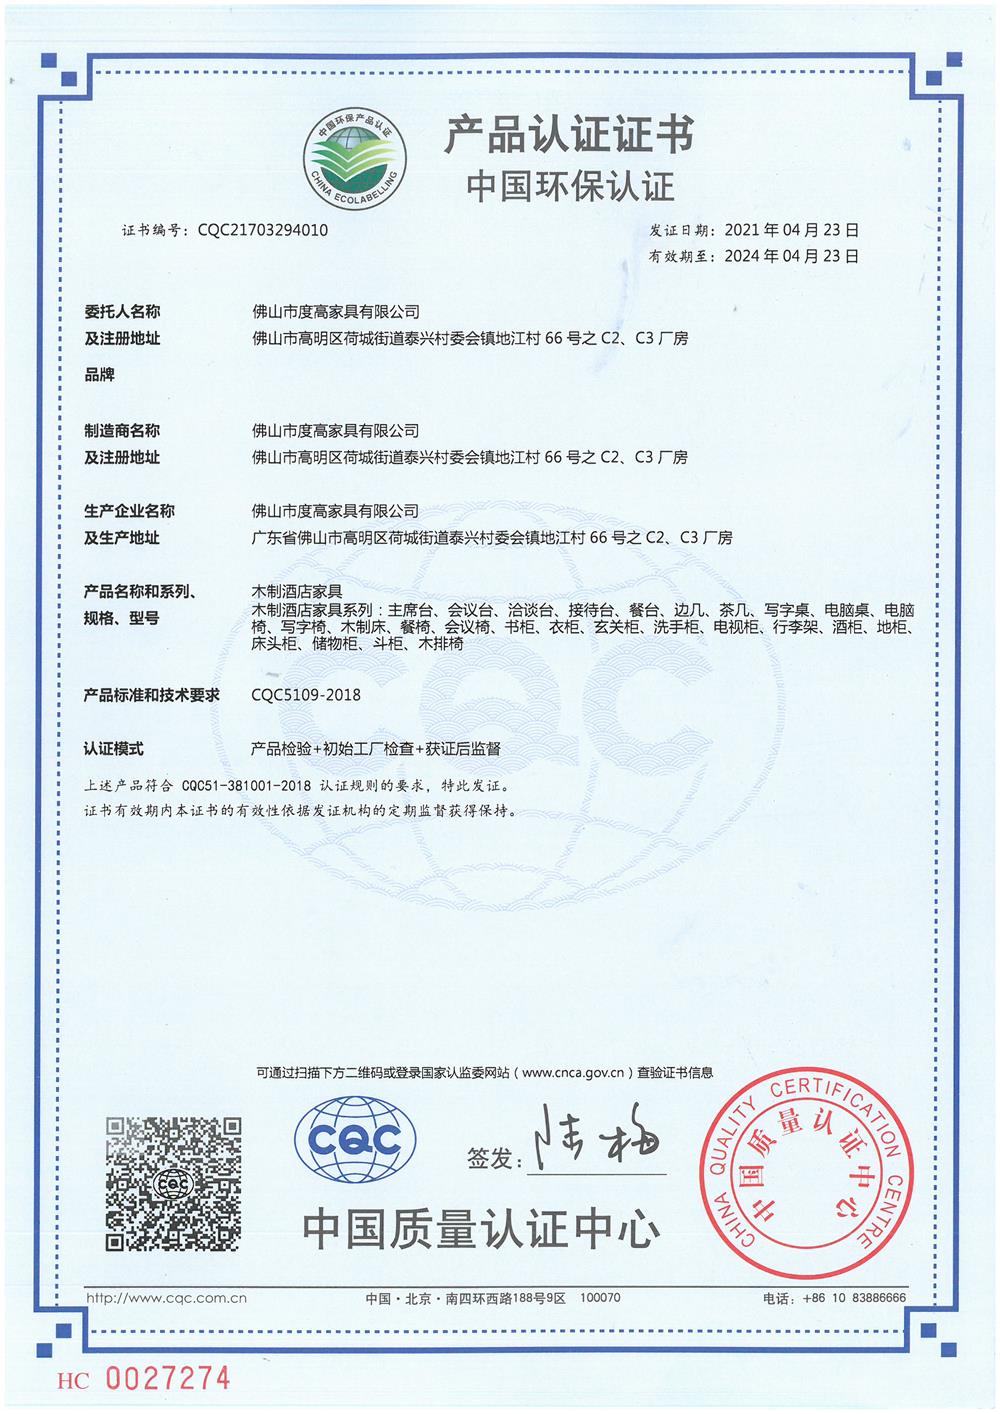 中国环保产品认证
CHINA ECOLABELLING
产品认证证书
中国环保认证
证书编号：CQC21703294010
发证日期：2021 年 04 月 23 日
有效期至：2024 年 04 月 23 日
委托人名称 佛山市度高家具有限公司
及注册地址 佛山市高明区荷城街道泰兴村委会镇地江村 66 号之 C2、C3 厂房
品牌
制造商名称 佛山市度高家具有限公司
及注册地址 佛山市高明区荷城街道泰兴村委会镇地江村 66 号之 C2、C3 厂房
生产企业名称 佛山市度高家具有限公司
及生产地址 广东省佛山市高明区荷城街道泰兴村委会镇地江村 66 号之 C2、C3 厂房
产品名称和系列、 木制酒店家具
规格、型号 木制酒店家具系列：主席台、会议台、洽谈台、接待台、餐台、边几、茶几、写字桌、电脑桌、电脑
椅、写字椅、木制床、餐椅、会议椅、书柜、衣柜、玄关柜、洗手柜、电视柜、行李架、酒柜、地柜、
床头柜、储物柜、斗柜、木排椅
产品标准和技术要求 CQC5109-2018
认证模式 产品检验+初始工厂检查+获证后监督
上述产品符合 CQC51-381001-2018 认证规则的要求，特此发证。
证书有效期内本证书的有效性依据发证机构的定期监督获得保持。
CQC
可通过扫描下方二维码或登录国家认监委网站（www.cnca.gov.cn）查验证书信息
CQC
CQC
签发：陆梅
中国质量认证中心
CHINA QUALITY CERTIFICATION CENTRE
中国质量认证中心
http://www.cqc.com.cn
中国·北京·南四环西路188号9区 100070
电话：+86 10 83886666
HC 0027274